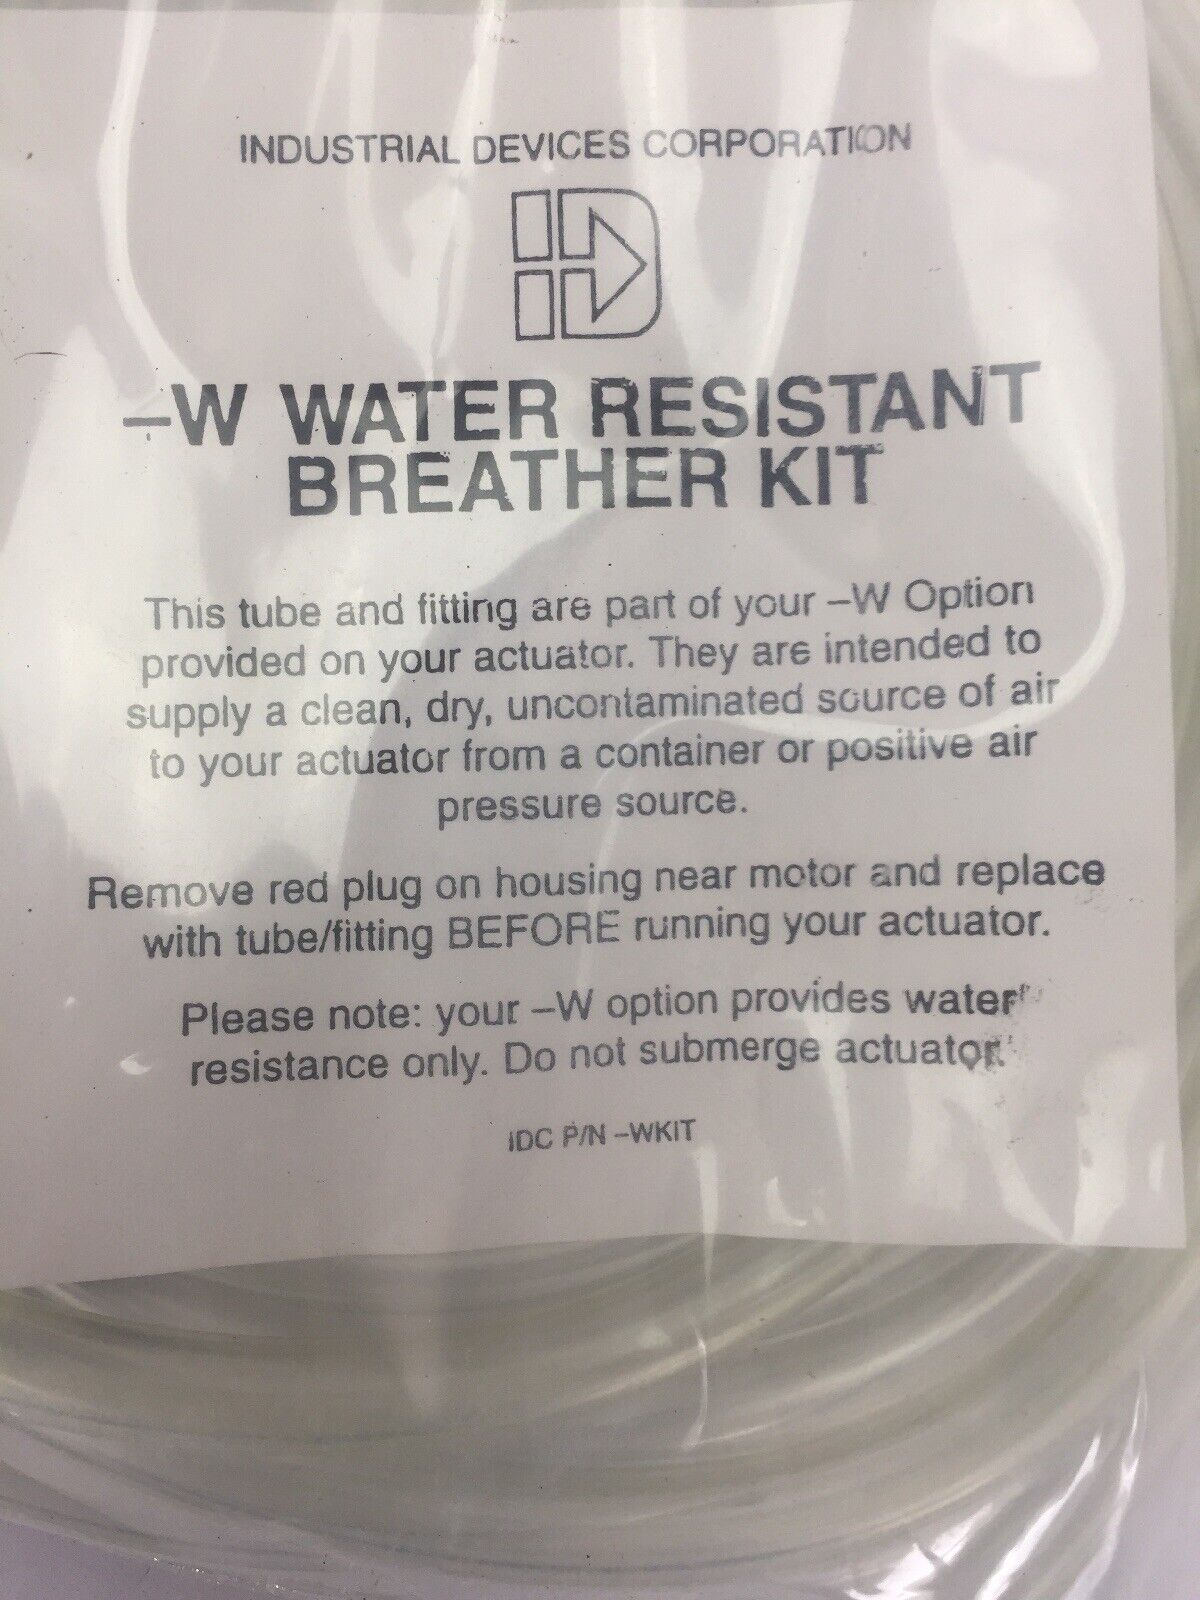 INDUSTRIAL DEVICES CORPORATION
ID
–W WATER RESISTANT
BREATHER KIT
This tube and fitting are part of your –W Option
provided on your actuator. They are intended to
supply a clean, dry, uncontaminated source of air
to your actuator from a container or positive air
pressure source.
Remove red plug on housing near motor and replace
with tube/fitting BEFORE running your actuator.
Please note: your –W option provides water
resistance only. Do not submerge actuator.
IDC P/N –WKIT